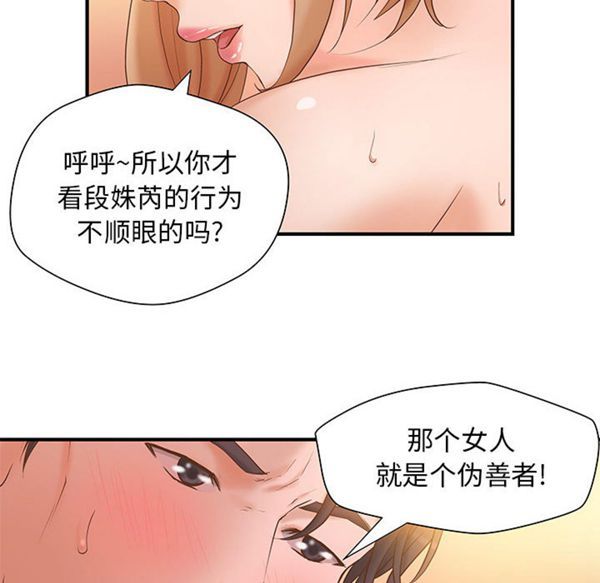 呼呼~所以你才
看段姝芮的行为
不顺眼的吗?
那个女人
就是个伪善者!